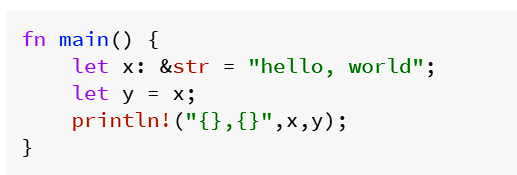 fn main() {
    let x: &str = "hello, world";
    let y = x;
    println!("{},{}",x,y);
}